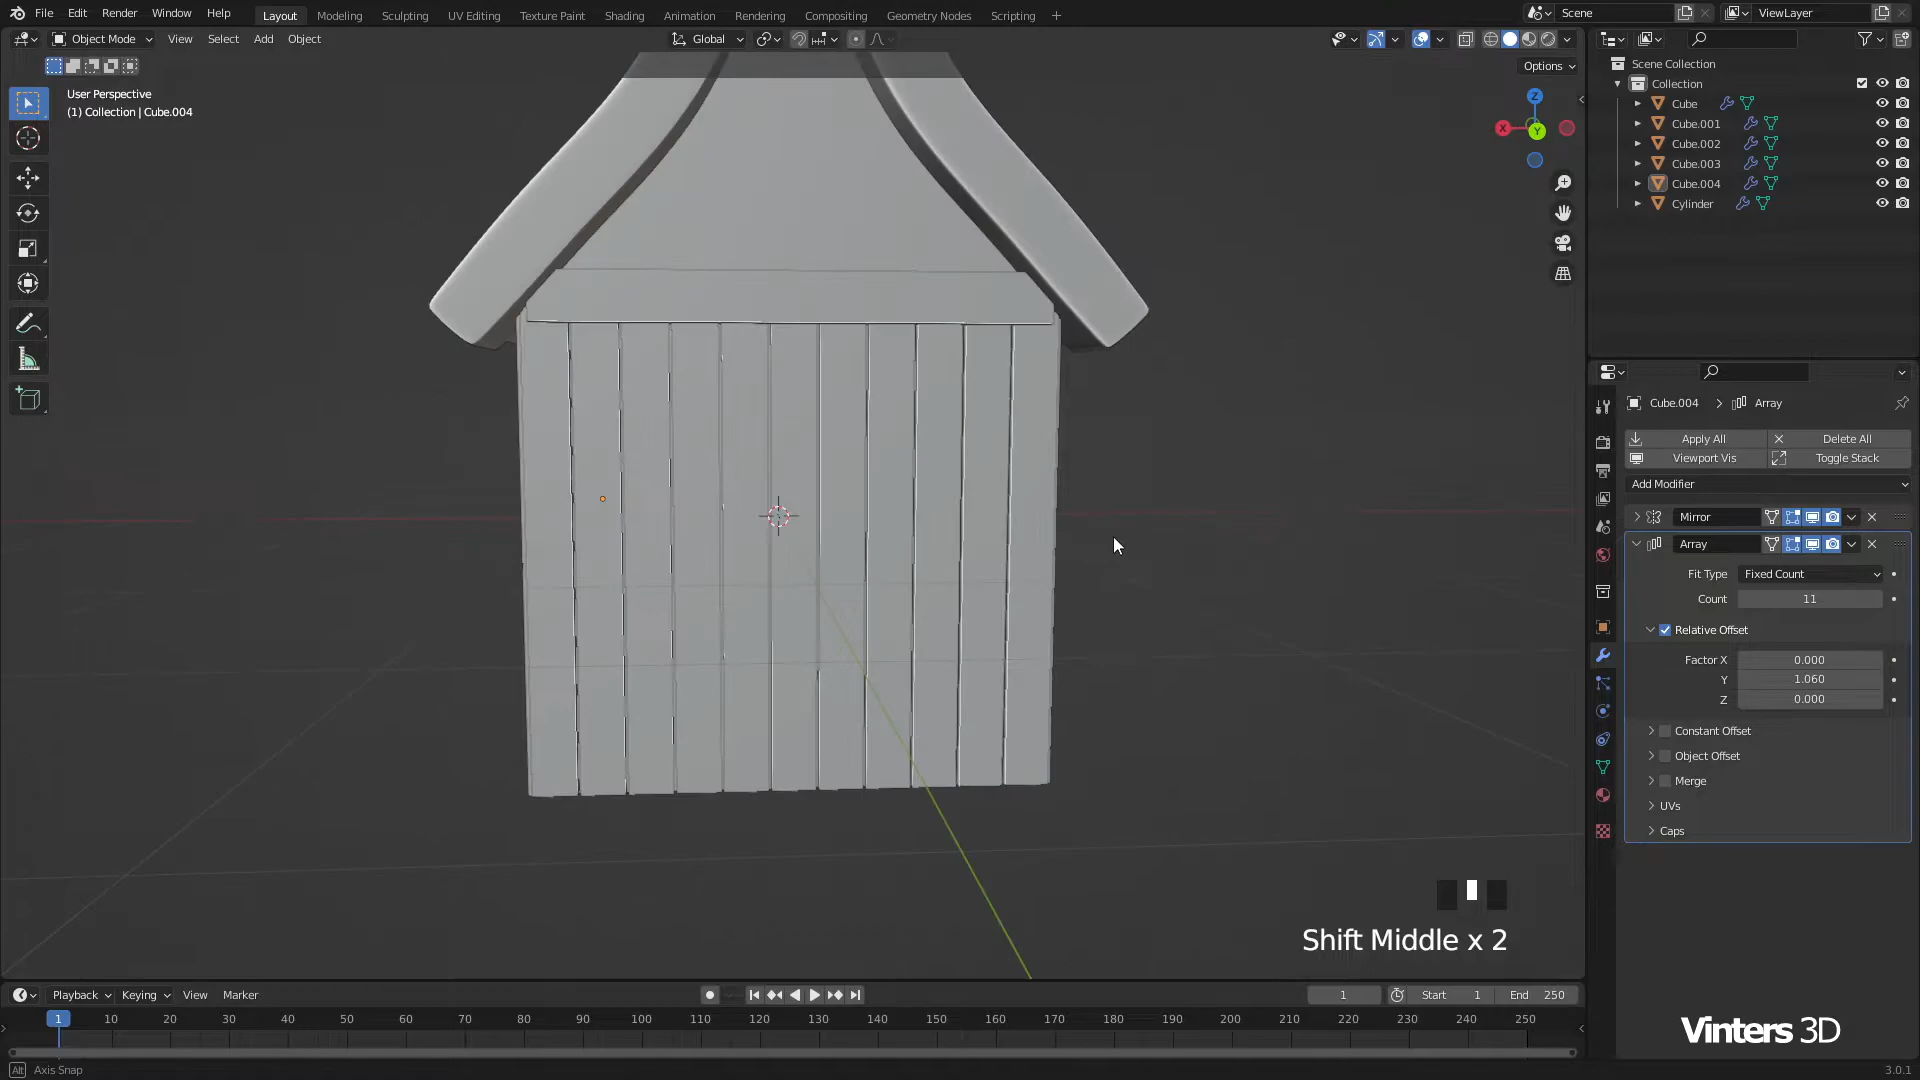 File Edit Render Window Help Layout Modeling Sculpting UV Editing Texture Paint Shading Animation Rendering Compositing Geometry Nodes Scripting Scene ViewLayer
Object Mode View Select Add Object Global
Options
User Perspective
(1) Collection | Cube.004
Z
X
Y
Scene Collection
Collection
Cube
Cube.001
Cube.002
Cube.003
Cube.004
Cylinder
Cube.004 Array
Apply All Delete All
Viewport Vis Toggle Stack
Add Modifier
Mirror
Array
Fit Type Fixed Count
Count 11
Relative Offset
Factor X 0.000
Y 1.060
Z 0.000
Constant Offset
Object Offset
Merge
UVs
Caps
Shift Middle x 2
Playback Keying View Marker 1 Start 1 End 250
1 10 20 30 40 50 60 70 80 90 100 110 120 130 140 150 160 170 180 190 200 210 220 230 240 250
Vinters 3D
Alt Axis Snap 3.0.1